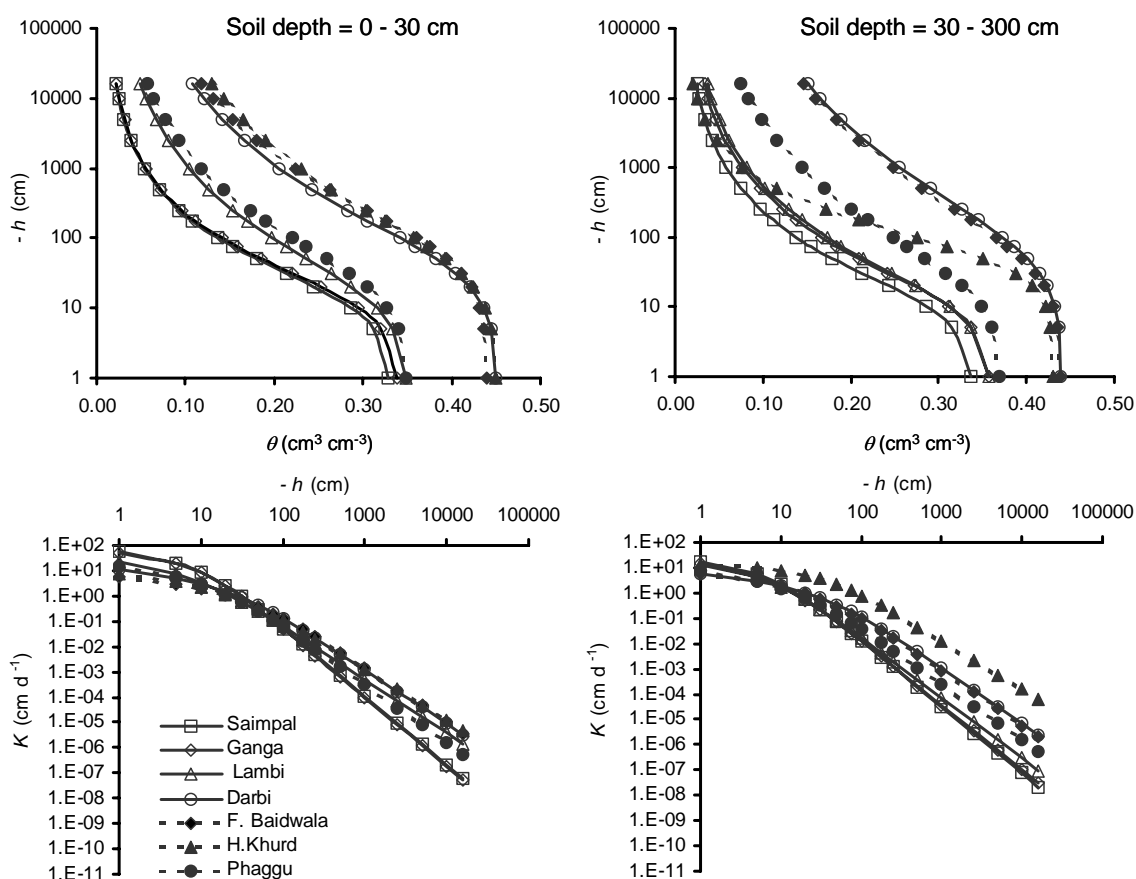 Soil depth = 0 - 30 cm
100000
10000
1000
100
10
1
- h (cm)
0.00 0.10 0.20 0.30 0.40 0.50
θ (cm³ cm⁻³)
Soil depth = 30 - 300 cm
100000
10000
1000
100
10
1
- h (cm)
0.00 0.10 0.20 0.30 0.40 0.50
θ (cm³ cm⁻³)
- h (cm)
1 10 100 1000 10000 100000
1.E+02
1.E+01
1.E+00
1.E-01
1.E-02
1.E-03
1.E-04
1.E-05
1.E-06
1.E-07
1.E-08
1.E-09
1.E-10
1.E-11
K (cm d⁻¹)
Saimpal
Ganga
Lambi
Darbi
F. Baidwala
H.Khurd
Phaggu
- h (cm)
1 10 100 1000 10000 100000
1.E+02
1.E+01
1.E+00
1.E-01
1.E-02
1.E-03
1.E-04
1.E-05
1.E-06
1.E-07
1.E-08
1.E-09
1.E-10
1.E-11
K (cm d⁻¹)